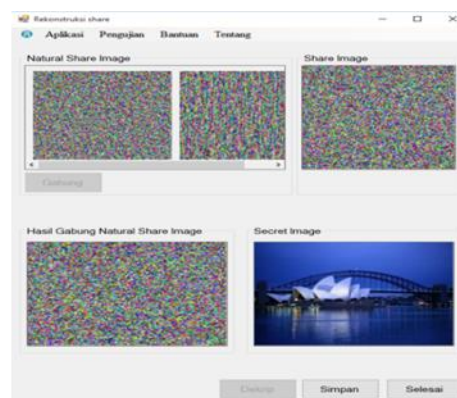 Rekonstruksi share
Aplikasi Pengujian Bantuan Tentang
Natural Share Image
Share Image
Gabung
Hasil Gabung Natural Share Image
Secret Image
Dekrip Simpan Selesai